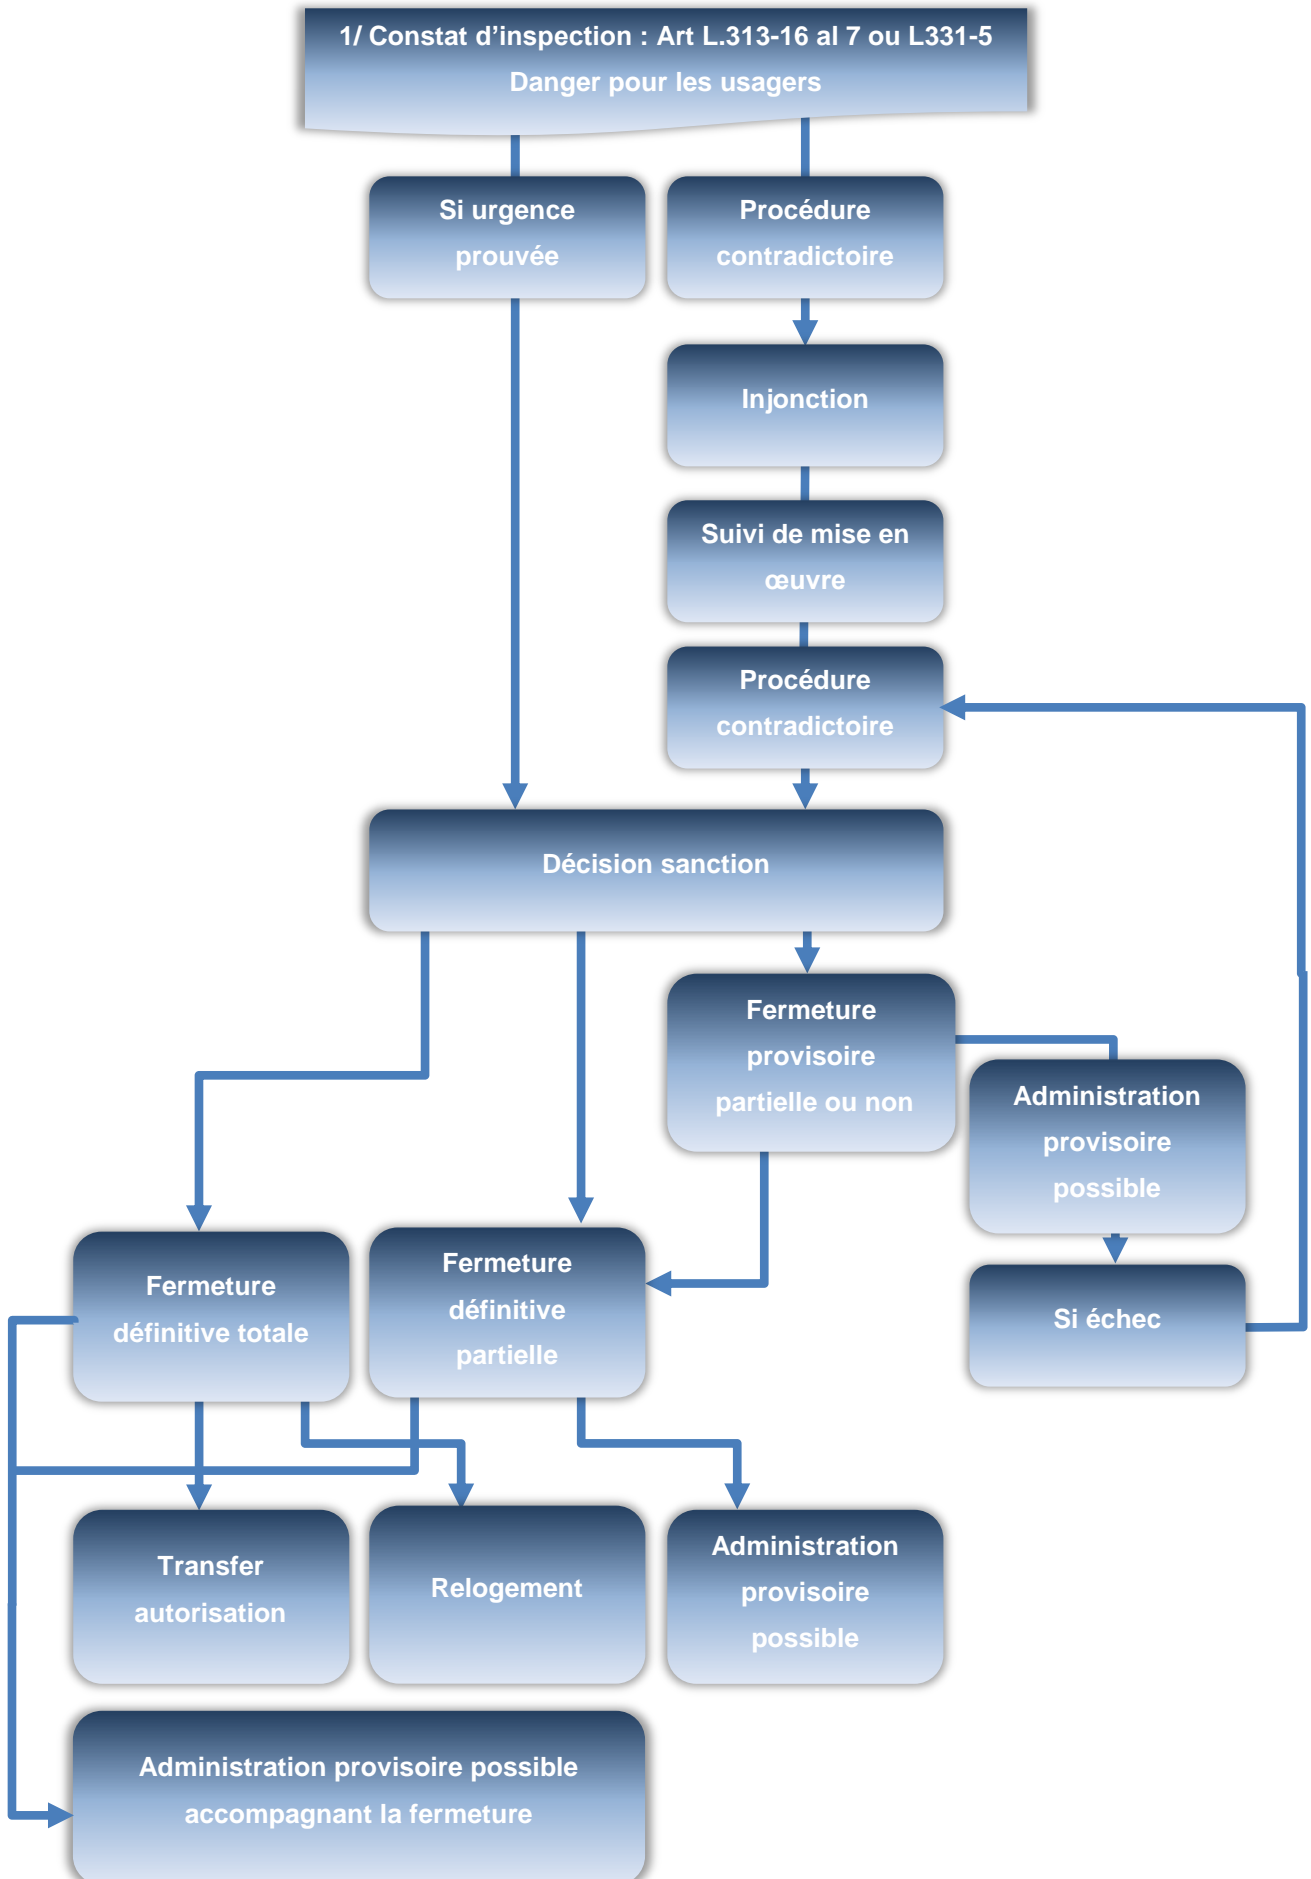 1/ Constat d’inspection : Art L.313-16 al 7 ou L331-5
Danger pour les usagers
Si urgence
prouvée
Procédure
contradictoire
Injonction
Suivi de mise en
œuvre
Procédure
contradictoire
Décision sanction
Fermeture
provisoire
partielle ou non
Administration
provisoire
possible
Fermeture
définitive totale
Fermeture
définitive
partielle
Si échec
Transfer
autorisation
Relogement
Administration
provisoire
possible
Administration provisoire possible
accompagnant la fermeture